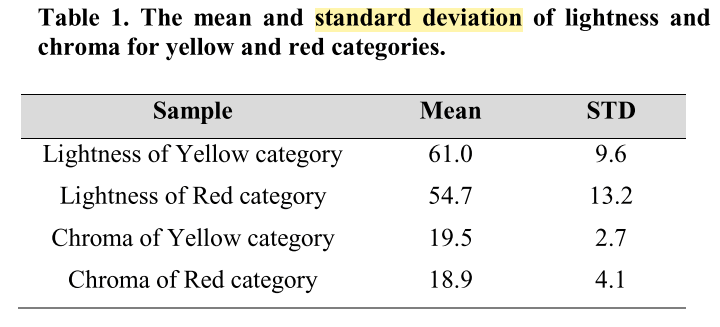 Table 1. The mean and standard deviation of lightness and
chroma for yellow and red categories.
Sample Mean STD
Lightness of Yellow category 61.0 9.6
Lightness of Red category 54.7 13.2
Chroma of Yellow category 19.5 2.7
Chroma of Red category 18.9 4.1